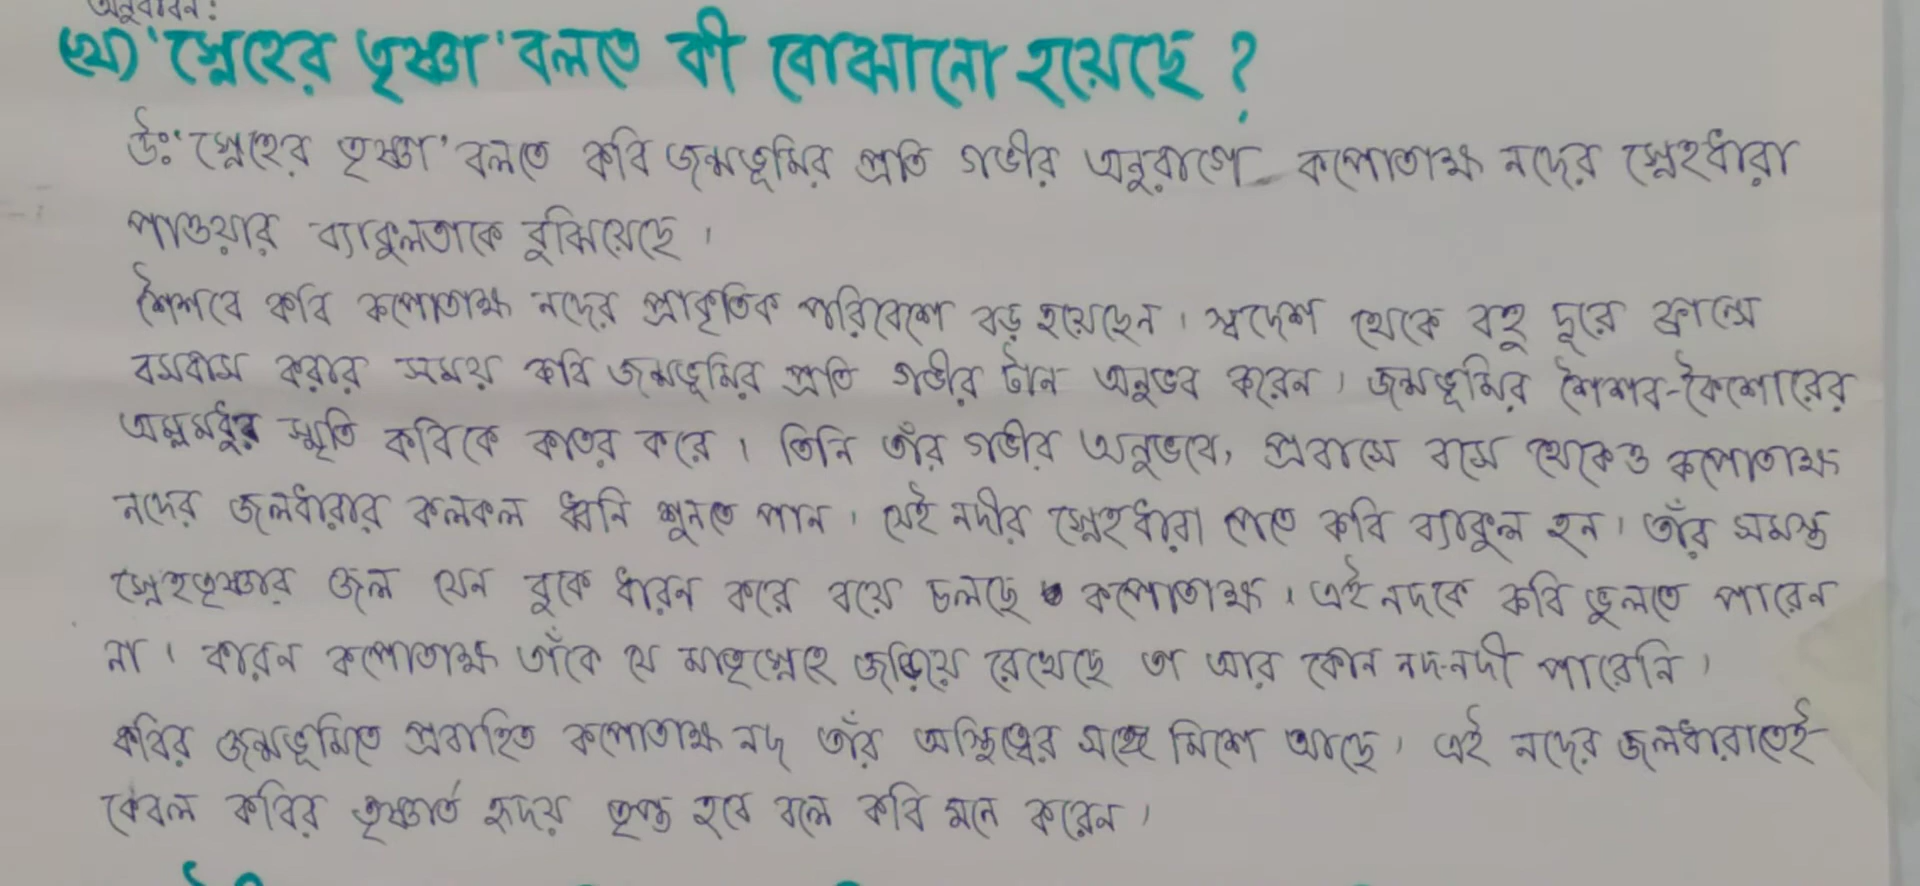 অনুধাবন:
(খ) 'স্নেহের তৃষ্ণা' বলতে কী বোঝানো হয়েছে?
উঃ 'স্নেহের তৃষ্ণা' বলতে কবি জন্মভূমির প্রতি গভীর অনুরাগে কপোতাক্ষ নদের স্নেহধারা
পাওয়ার ব্যাকুলতাকে বুঝিয়েছে।
শৈশবে কবি কপোতাক্ষ নদের প্রাকৃতিক পরিবেশে বড় হয়েছেন। স্বদেশ থেকে বহু দূরে ফ্রান্সে
বসবাস করার সময় কবি জন্মভূমির প্রতি গভীর টান অনুভব করেন। জন্মভূমির শৈশব-কৈশোরের
অম্লমধুর স্মৃতি কবিকে কাতর করে। তিনি তাঁর গভীর অনুভবে, প্রবাসে বসে থেকেও কপোতাক্ষ
নদের জলধারার কলকল ধ্বনি শুনতে পান। সেই নদীর স্নেহধারা পেতে কবি ব্যাকুল হন। তাঁর সমস্ত
স্নেহতৃষ্ণার জল যেন বুকে ধারন করে বয়ে চলছে কপোতাক্ষ। এই নদকে কবি ভুলতে পারেন
না। কারন কপোতাক্ষ তাঁকে যে মাতৃস্নেহে জড়িয়ে রেখেছে তা আর কোন নদ-নদী পারেনি।
কবির জন্মভূমিতে প্রবাহিত কপোতাক্ষ নদ তাঁর অস্তিত্বের সঙ্গে মিশে আছে। এই নদের জলধারাতেই
কেবল কবির তৃষ্ণার্ত হৃদয় তৃপ্ত হবে বলে কবি মনে করেন।